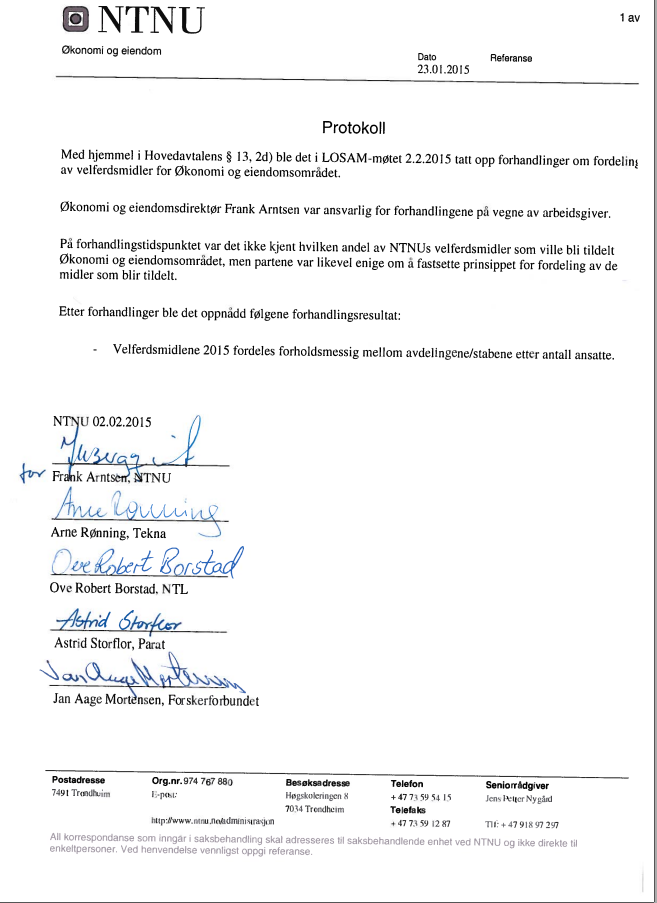 NTNU
1 av
Økonomi og eiendom
Dato
Referanse
23.01.2015
Protokoll
Med hjemmel i Hovedavtalens § 13, 2d) ble det i LOSAM-møtet 2.2.2015 tatt opp forhandlinger om fordeling
av velferdsmidler for Økonomi og eiendomsområdet.
Økonomi og eiendomsdirektør Frank Arntsen var ansvarlig for forhandlingene på vegne av arbeidsgiver.
På forhandlingstidspunktet var det ikke kjent hvilken andel av NTNUs velferdsmidler som ville bli tildelt
Økonomi og eiendomsområdet, men partene var likevel enige om å fastsette prinsippet for fordeling av de
midler som blir tildelt.
Etter forhandlinger ble det oppnådd følgene forhandlingsresultat:
- Velferdsmidlene 2015 fordeles forholdsmessig mellom avdelingene/stabene etter antall ansatte.
NTNU 02.02.2015
for Frank Arntsen, NTNU
Arne Rønning
Arne Rønning, Tekna
Ove Robert Borstad
Ove Robert Borstad, NTL
Astrid Storflor
Astrid Storflor, Parat
Jan Aage Mortensen
Jan Aage Mortensen, Forskerforbundet
Postadresse
7491 Trondheim
Org.nr. 974 767 880
E-post:
http://www.ntnu.no/administrasjon
Besøksadresse
Høgskoleringen 8
7034 Trondheim
Telefon
+ 47 73 59 54 15
Telefaks
+ 47 73 59 12 87
Seniorrådgiver
Jens Petter Nygård
Tlf: + 47 918 97 297
All korrespondanse som inngår i saksbehandling skal adresseres til saksbehandlende enhet ved NTNU og ikke direkte til
enkeltpersoner. Ved henvendelse vennligst oppgi referanse.